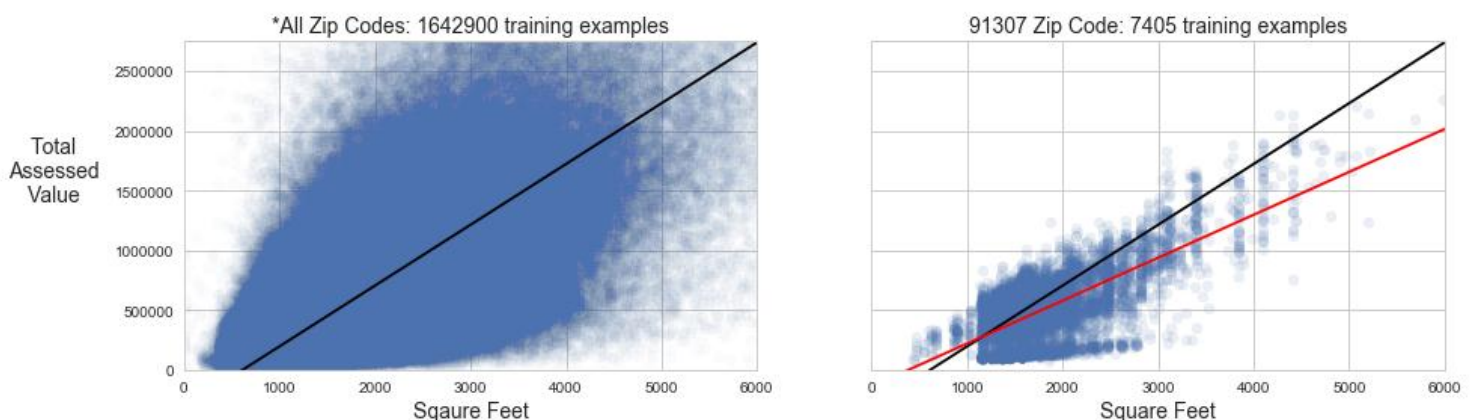 *All Zip Codes: 1642900 training examples
2500000
2000000
1500000
1000000
500000
0
Total
Assessed
Value
0 1000 2000 3000 4000 5000 6000
Sqaure Feet
91307 Zip Code: 7405 training examples
0 1000 2000 3000 4000 5000 6000
Square Feet